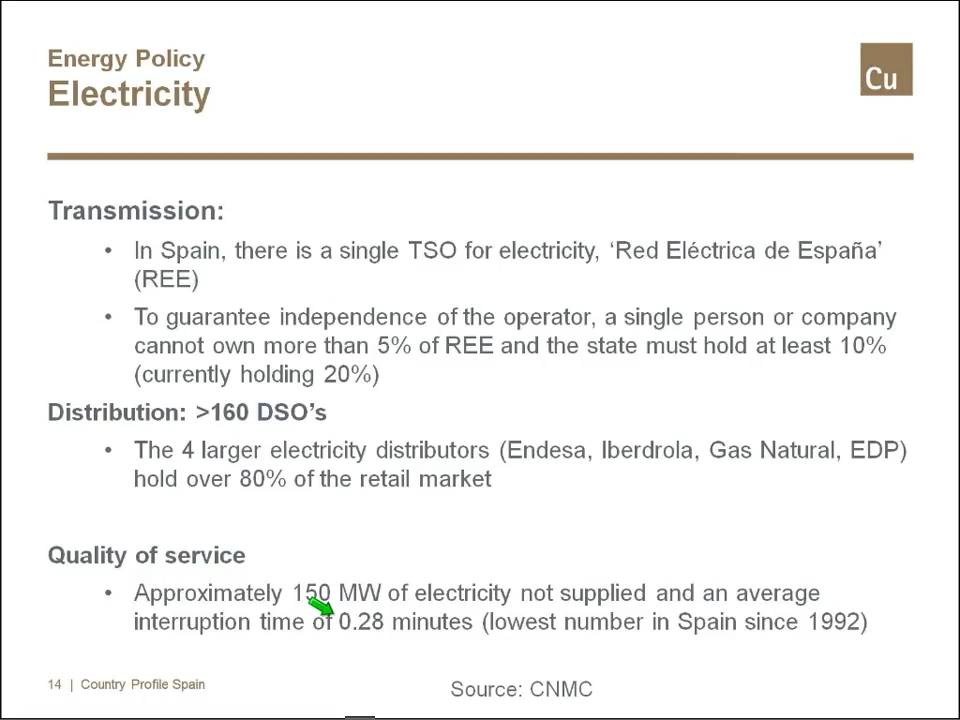 Energy Policy
Electricity
Cu
Transmission:
• In Spain, there is a single TSO for electricity, ‘Red Eléctrica de España’
(REE)
• To guarantee independence of the operator, a single person or company
cannot own more than 5% of REE and the state must hold at least 10%
(currently holding 20%)
Distribution: >160 DSO’s
• The 4 larger electricity distributors (Endesa, Iberdrola, Gas Natural, EDP)
hold over 80% of the retail market
Quality of service
• Approximately 150 MW of electricity not supplied and an average
interruption time of 0.28 minutes (lowest number in Spain since 1992)
14 | Country Profile Spain
Source: CNMC